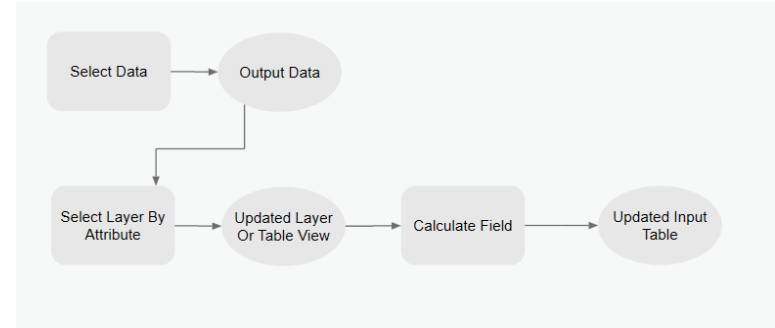 Select Data
Output Data
Select Layer By
Attribute
Updated Layer
Or Table View
Calculate Field
Updated Input
Table